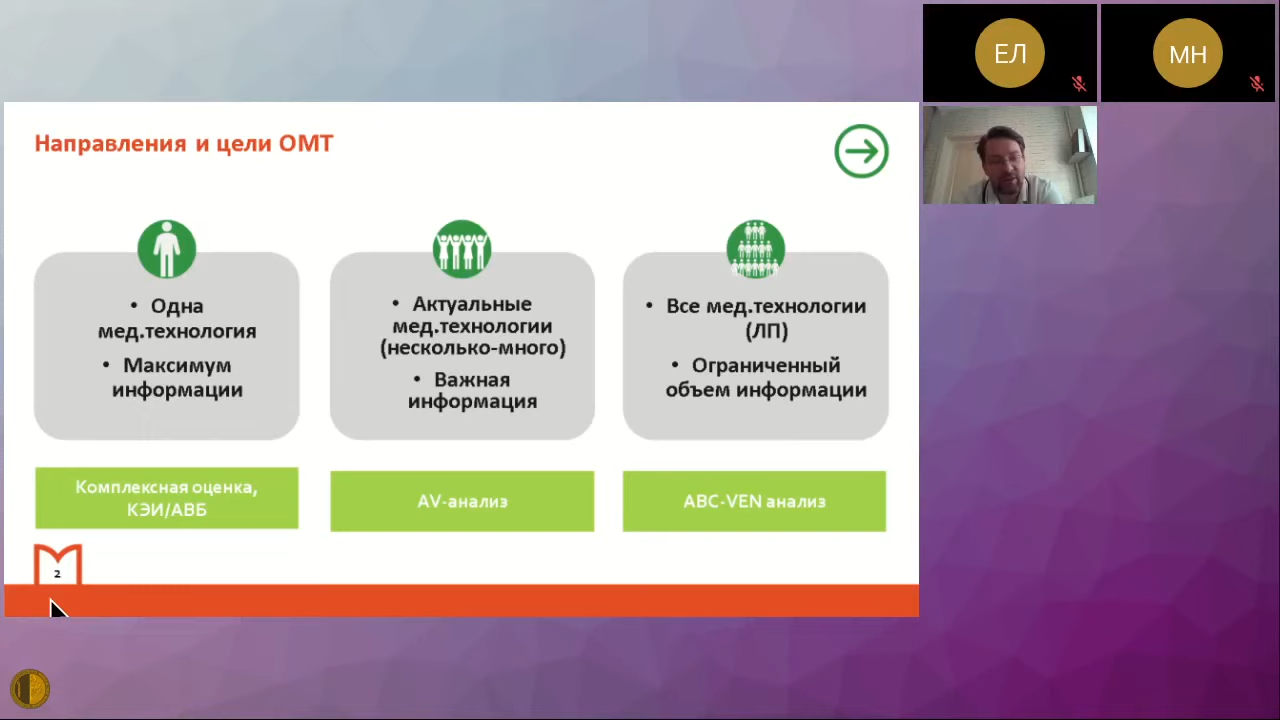 Направления и цели ОМТ
• Одна
мед.технология
• Максимум
информации
• Актуальные
мед.технологии
(несколько-много)
• Важная
информация
• Все мед.технологии
(ЛП)
• Ограниченный
объем информации
Комплексная оценка,
КЭИ/АВБ
AV-анализ
ABC-VEN анализ
2
ЕЛ
МН